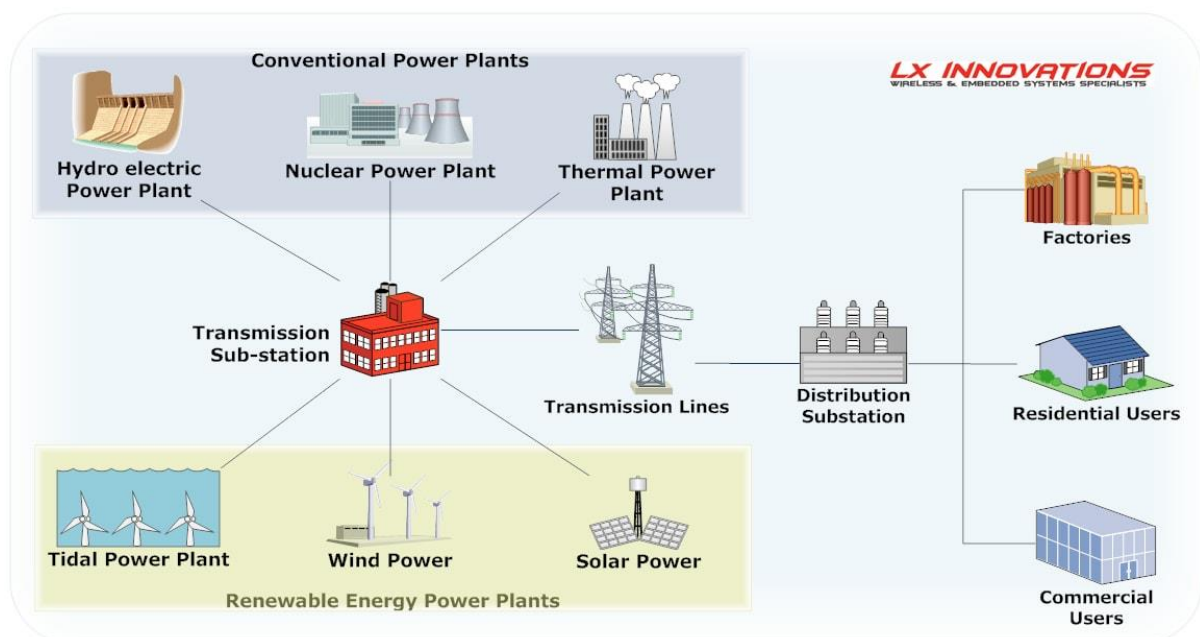 Conventional Power Plants
LX INNOVATIONS
WIRELESS & EMBEDDED SYSTEMS SPECIALISTS
Hydro electric
Power Plant
Nuclear Power Plant
Thermal Power
Plant
Factories
Transmission
Sub-station
Transmission Lines
Distribution
Substation
Residential Users
Tidal Power Plant
Wind Power
Solar Power
Renewable Energy Power Plants
Commercial
Users